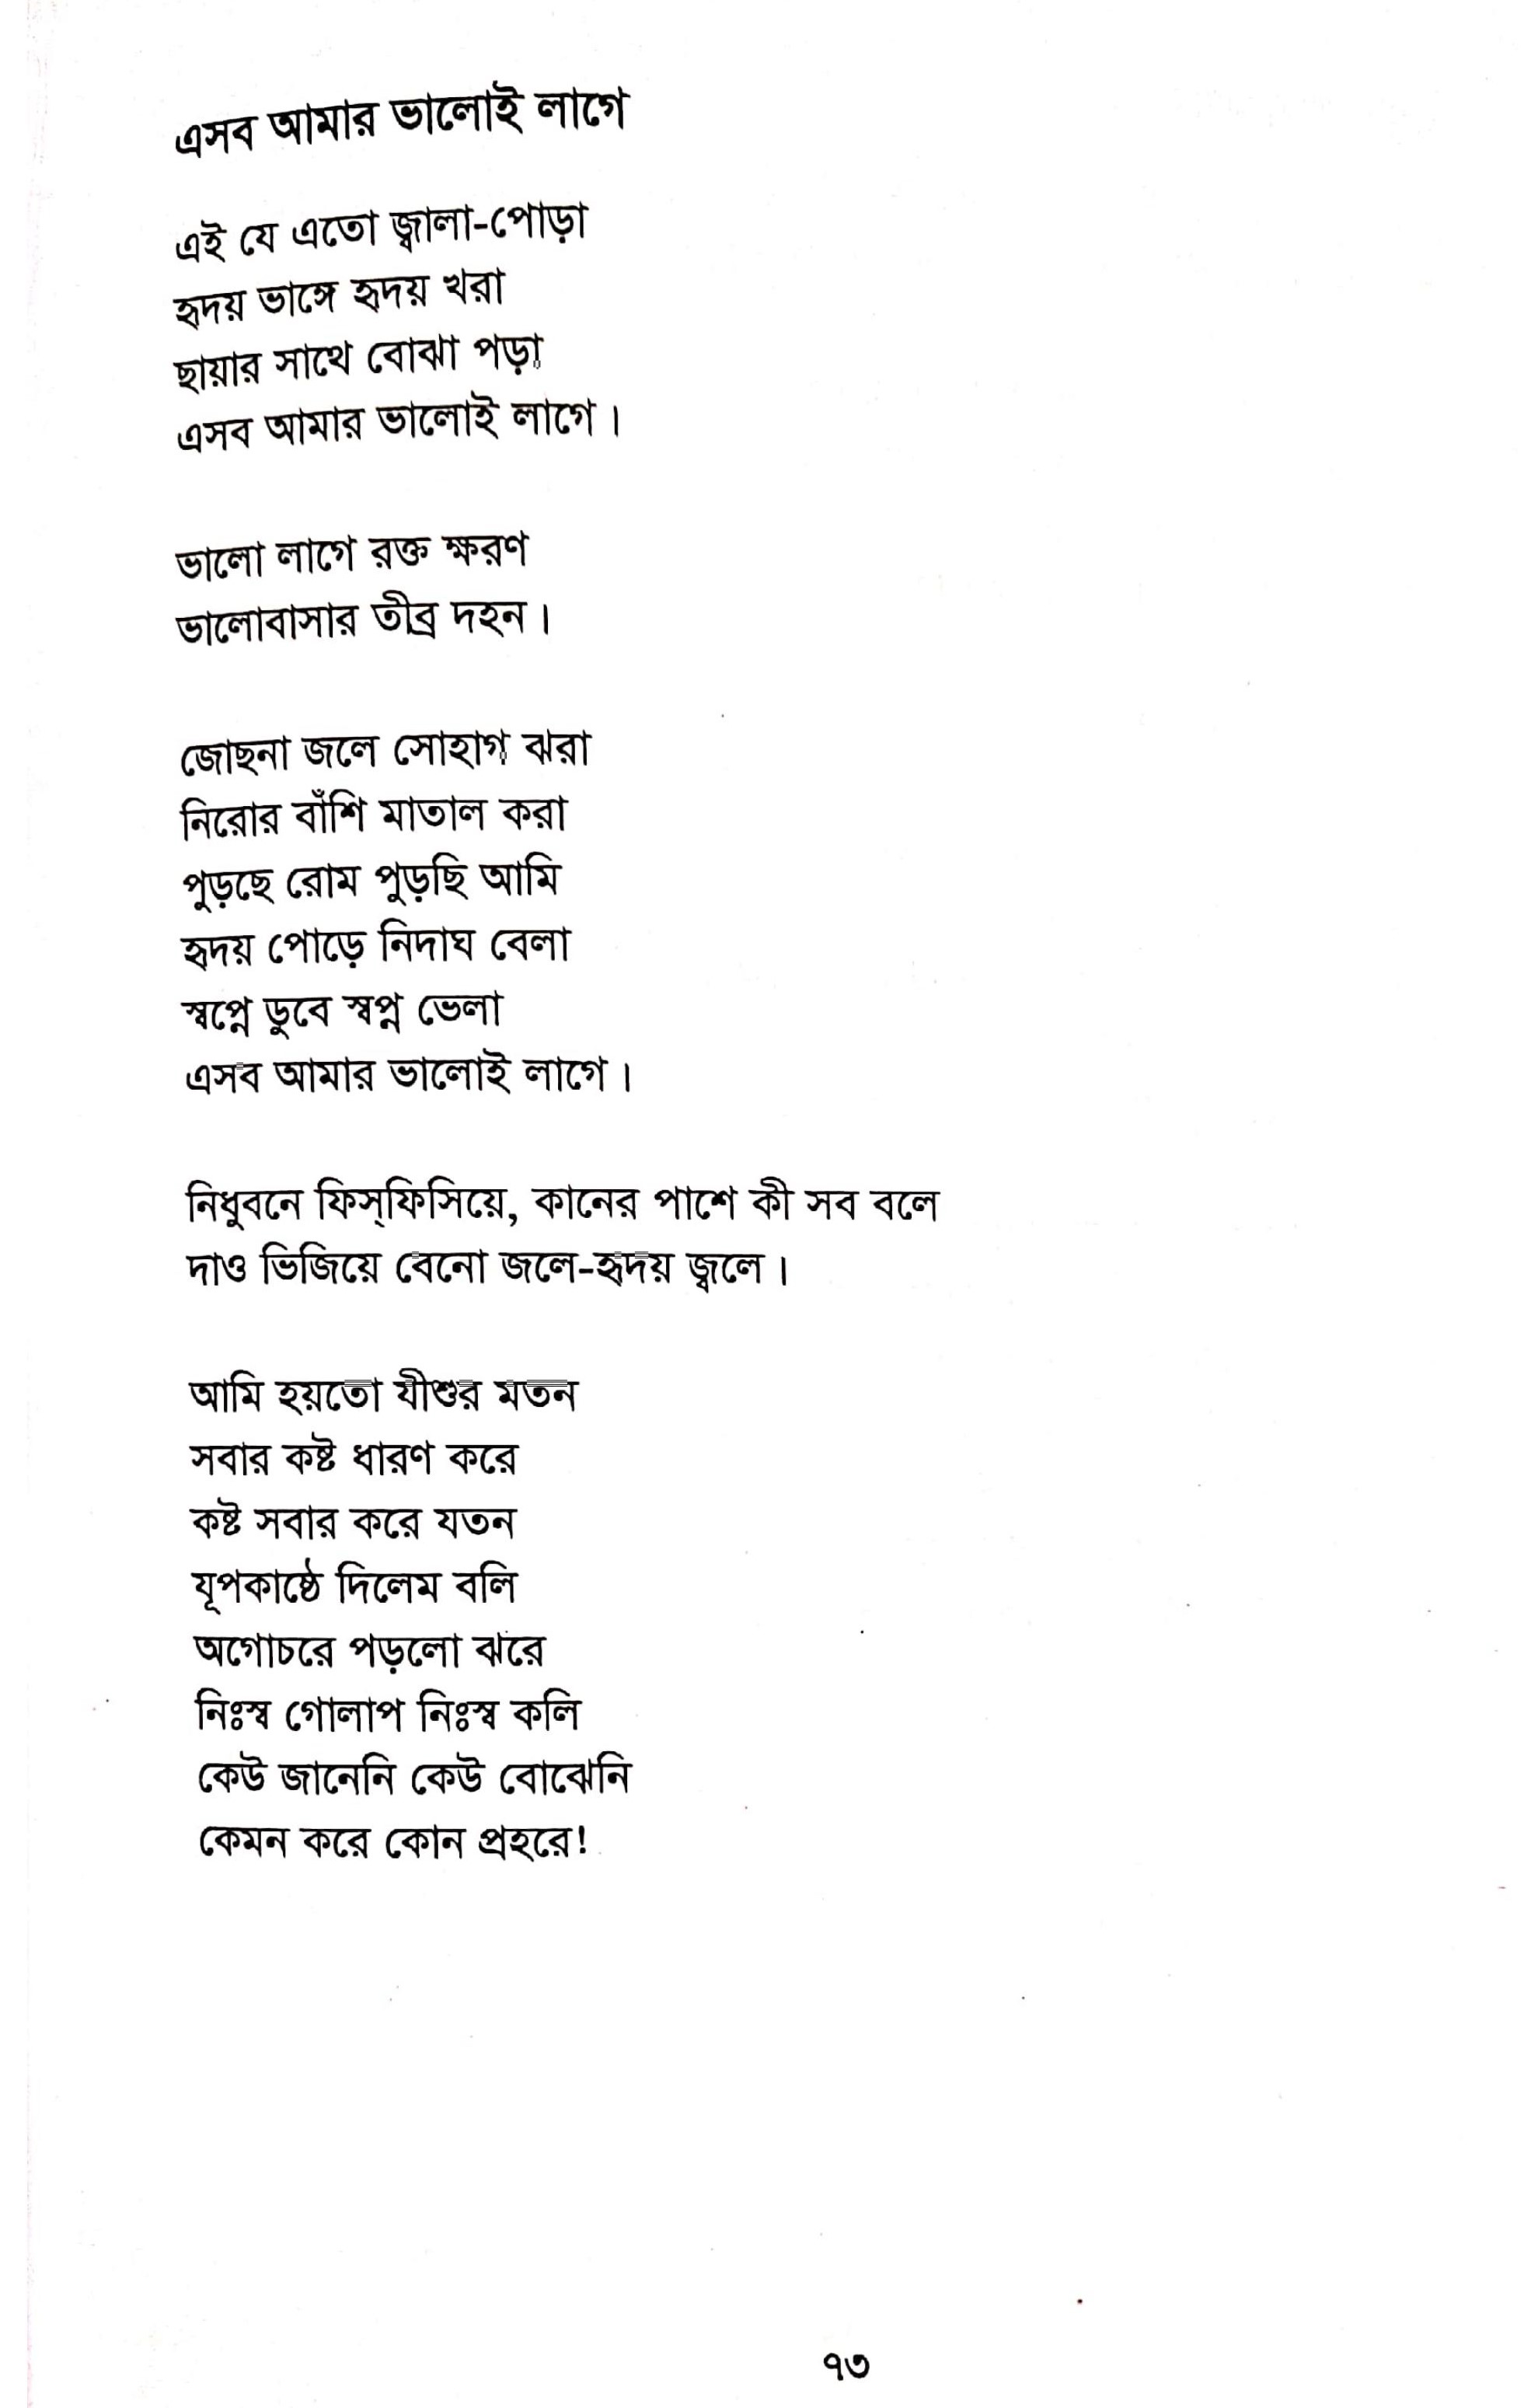 এসব আমার ভালোই লাগে
এই যে এতো জ্বালা-পোড়া
হৃদয় ভাঙ্গে হৃদয় খরা
ছায়ার সাথে বোঝা পড়া
এসব আমার ভালোই লাগে।
ভালো লাগে রক্ত ক্ষরণ
ভালোবাসার তীব্র দহন।
জোছনা জলে সোহাগ ঝরা
নিরোর বাঁশি মাতাল করা
পুড়ছে রোম পুড়ছি আমি
হৃদয় পোড়ে নিদাঘ বেলা
স্বপ্নে ডুবে স্বপ্ন ভেলা
এসব আমার ভালোই লাগে।
নিধুবনে ফিস্‌ফিসিয়ে, কানের পাশে কী সব বলে
দাও ভিজিয়ে বেনো জলে-হৃদয় জ্বলে।
আমি হয়তো যীশুর মতন
সবার কষ্ট ধারণ করে
কষ্ট সবার করে যতন
যূপকাষ্ঠে দিলেম বলি
অগোচরে পড়লো ঝরে
নিঃস্ব গোলাপ নিঃস্ব কলি
কেউ জানেনি কেউ বোঝেনি
কেমন করে কোন প্রহরে!
৭৩